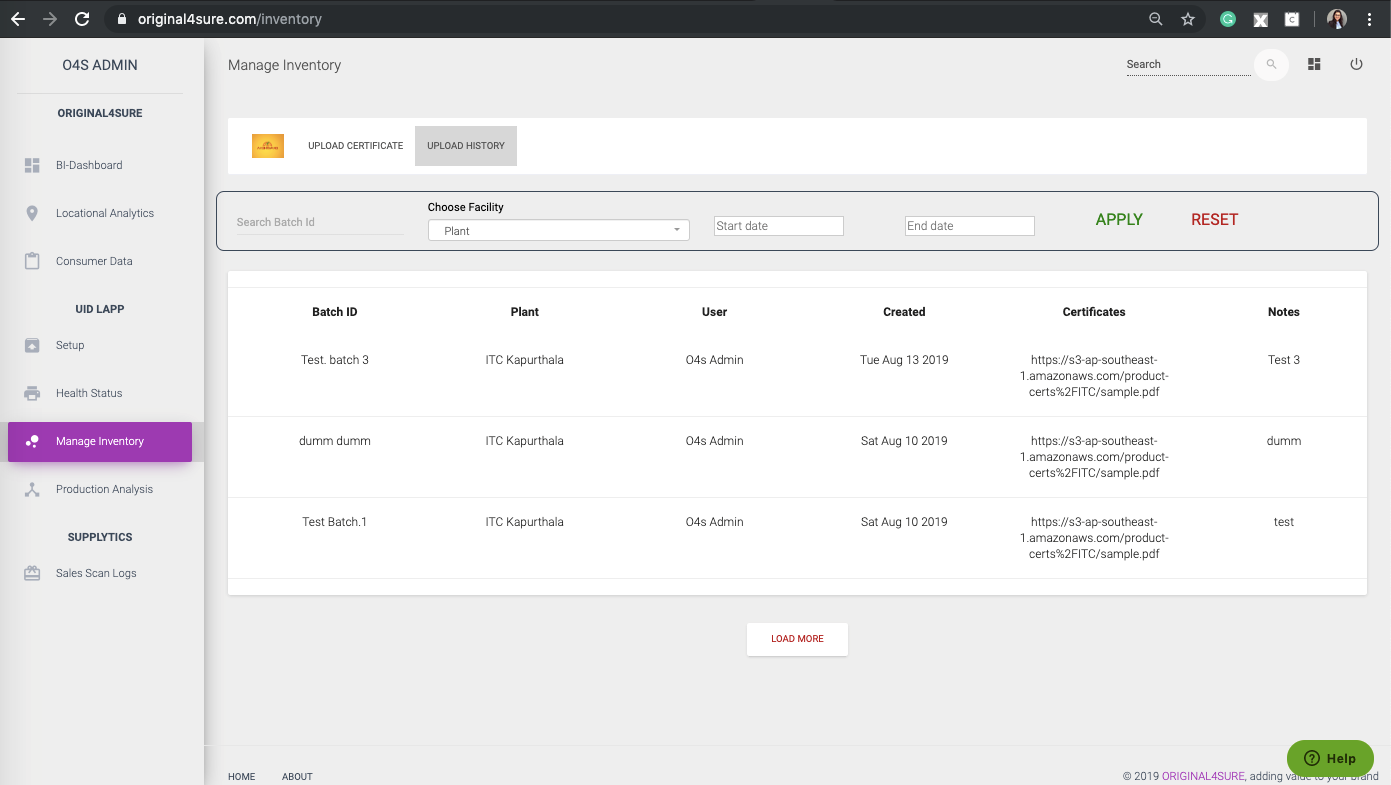 original4sure.com/inventory
O4S ADMIN
Manage Inventory
Search
ORIGINAL4SURE
UPLOAD CERTIFICATE
UPLOAD HISTORY
BI-Dashboard
Locational Analytics
Consumer Data
UID LAPP
Setup
Health Status
Manage Inventory
Production Analysis
SUPPLYTICS
Sales Scan Logs
Search Batch Id
Choose Facility
Plant
Start date
End date
APPLY
RESET
Batch ID Plant User Created Certificates Notes
Test. batch 3 ITC Kapurthala O4s Admin Tue Aug 13 2019 https://s3-ap-southeast- Test 3
1.amazonaws.com/product-
certs%2FITC/sample.pdf
dumm dumm ITC Kapurthala O4s Admin Sat Aug 10 2019 https://s3-ap-southeast- dumm
1.amazonaws.com/product-
certs%2FITC/sample.pdf
Test Batch.1 ITC Kapurthala O4s Admin Sat Aug 10 2019 https://s3-ap-southeast- test
1.amazonaws.com/product-
certs%2FITC/sample.pdf
LOAD MORE
Help
HOME ABOUT
© 2019 ORIGINAL4SURE, adding value to your brand